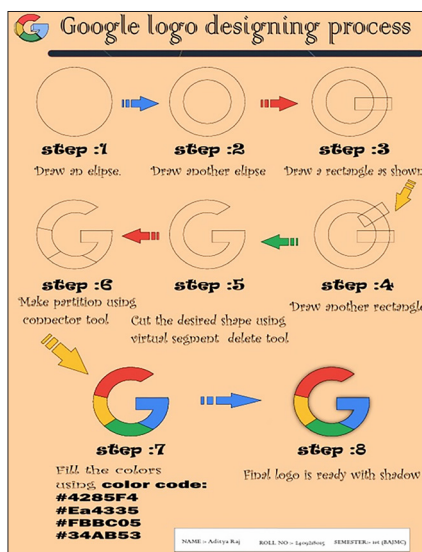 Google logo designing process
step :1
Draw an elipse.
step :2
Draw another elipse
step :3
Draw a rectangle as shown
step :6
Make partition using
connector tool
step :5
Cut the desired shape using
virtual segment delete tool
step :4
Draw another rectangle
step :7
Fill the colors
using color code:
#4285F4
#Ea4335
#FBBC05
#34AB53
step :8
Final logo is ready with shadow
NAME :- Aditya Raj
ROLL NO :-
SEMESTER:- 1st (BAJMC)